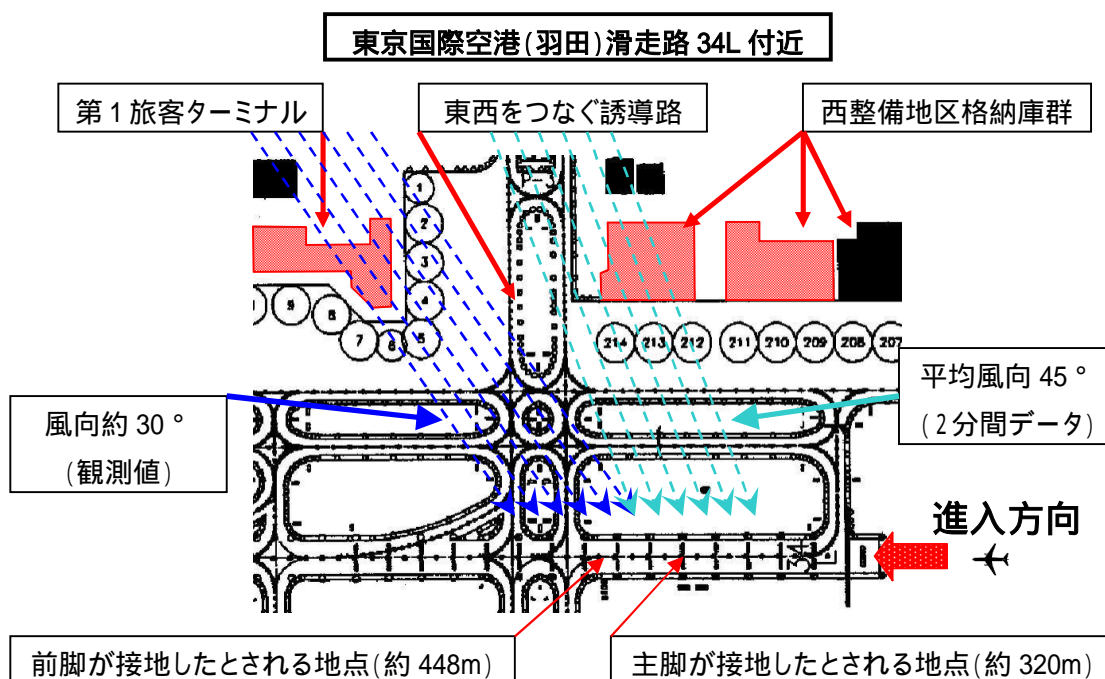 東京国際空港(羽田)滑走路 34L 付近
第１旅客ターミナル
東西をつなぐ誘導路
西整備地区格納庫群
1
2
3
4
5
6
7
8
9
214
213
212
211
210
209
208
207
風向約 30 °
(観測値)
平均風向 45 °
(２分間データ)
進入方向
34
前脚が接地したとされる地点(約 448m)
主脚が接地したとされる地点(約 320m)